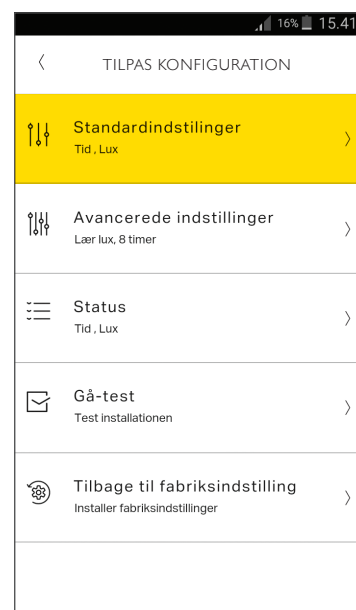 16% 15.41
TILPAS KONFIGURATION
Standardindstilinger
Tid , Lux
Avancerede indstillinger
Lær lux, 8 timer
Status
Tid , Lux
Gå-test
Test installationen
Tilbage til fabriksindstilling
Installer fabriksindstillinger